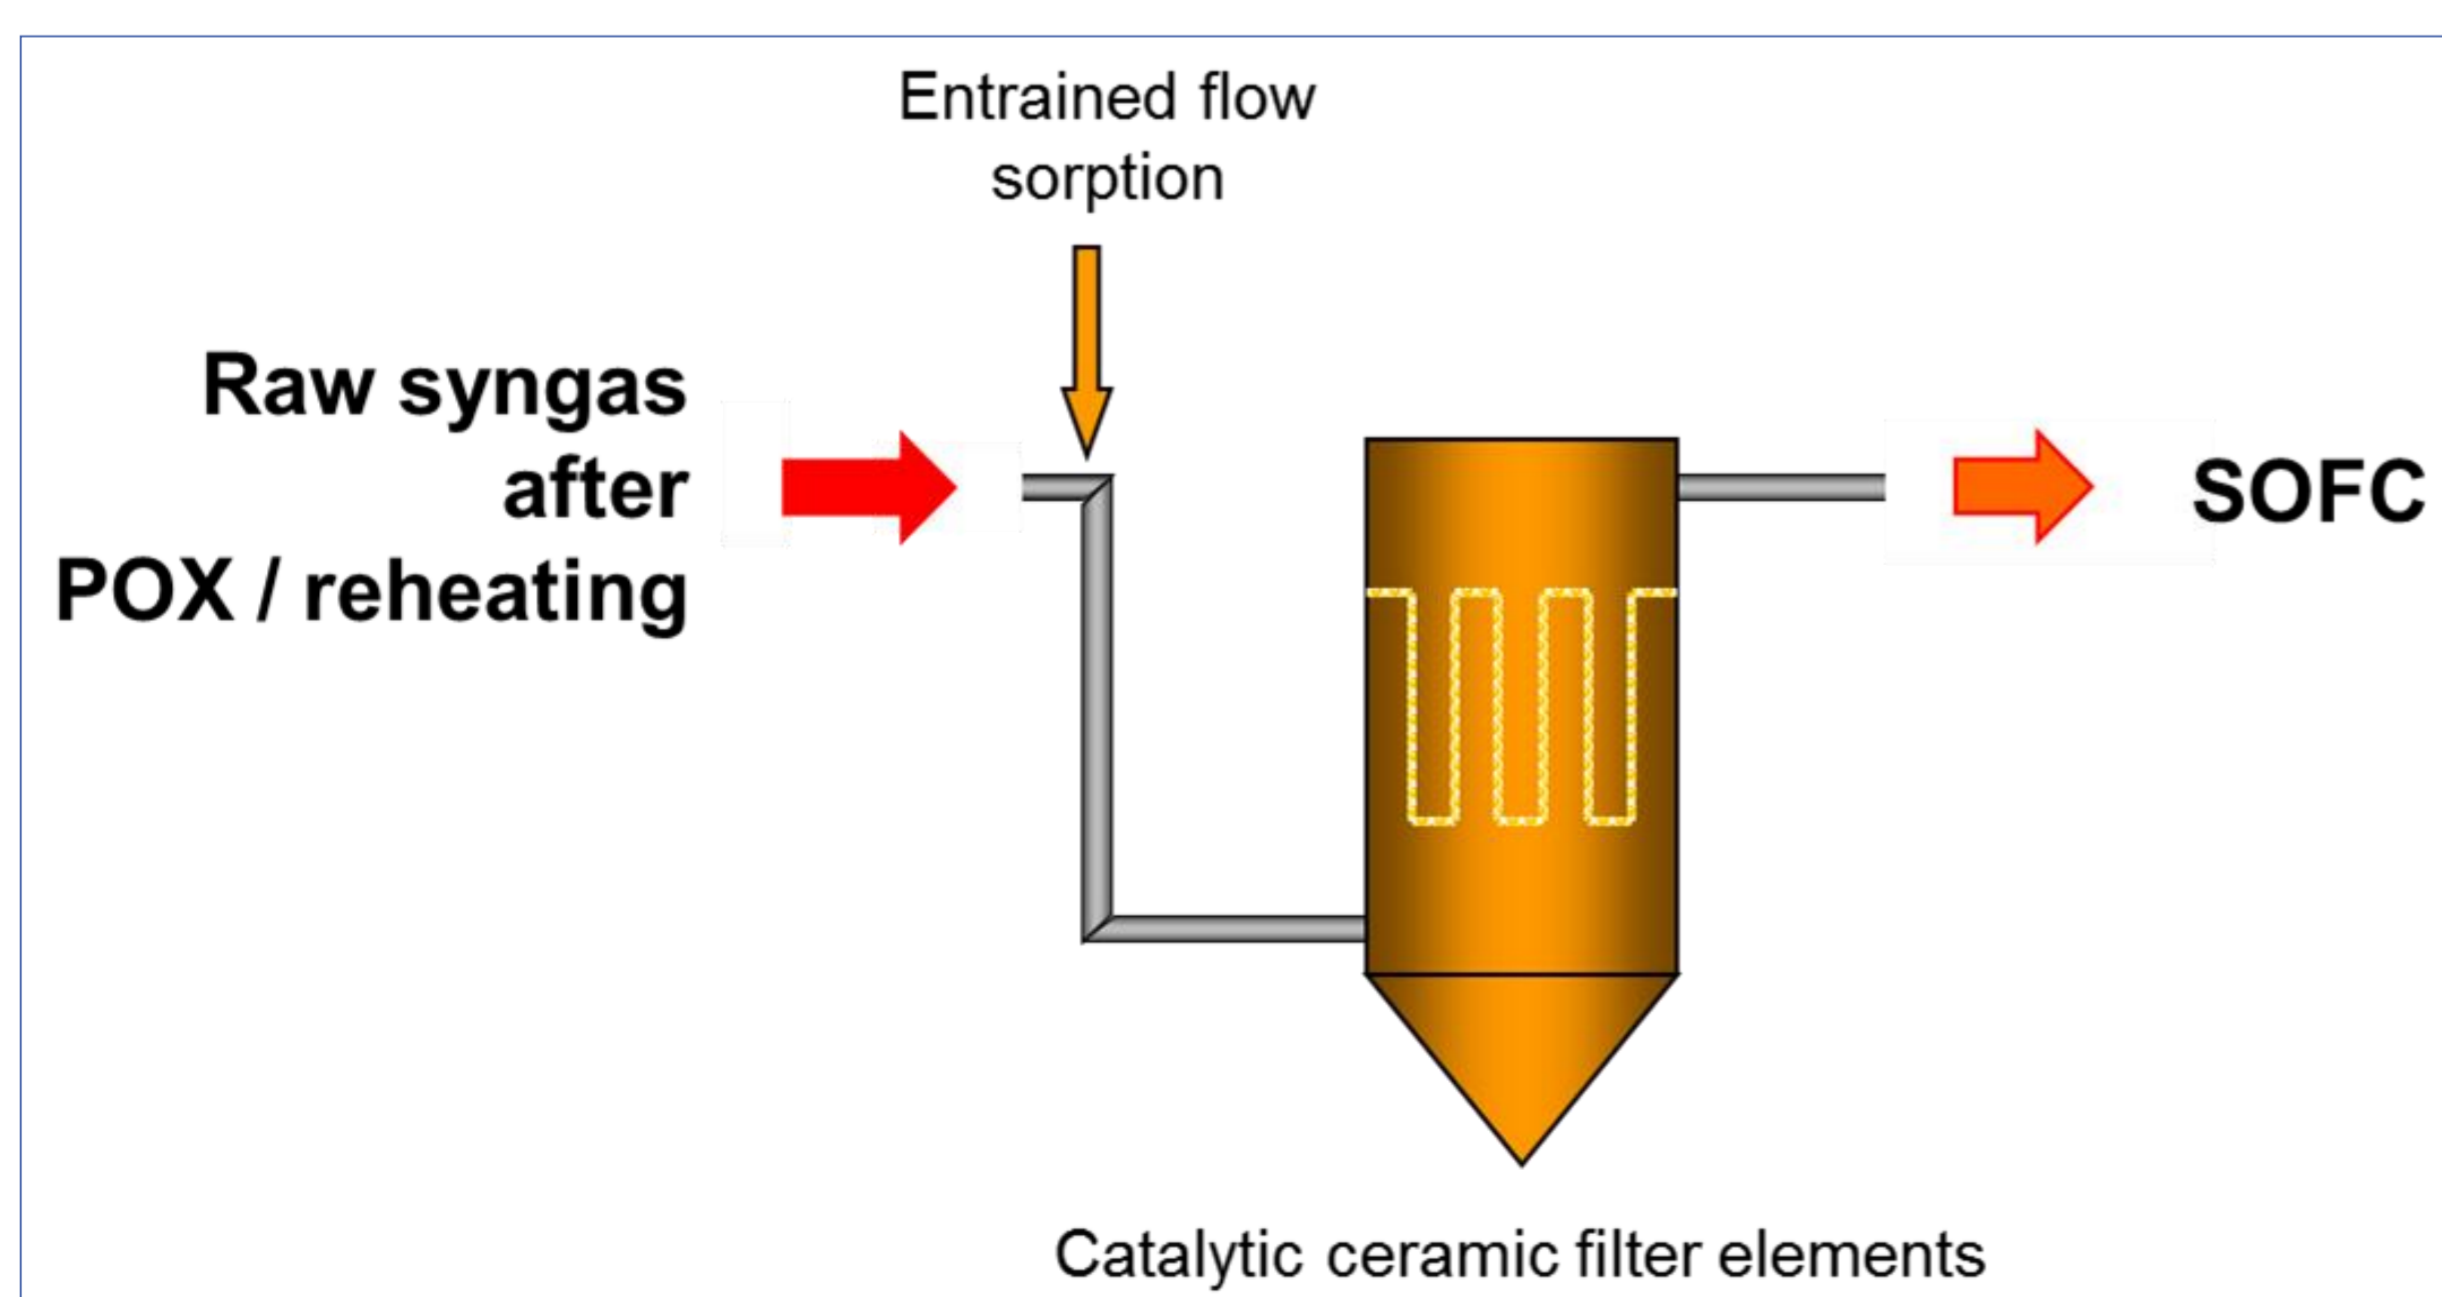 Entrained flow
sorption
Raw syngas
after
POX / reheating
SOFC
Catalytic ceramic filter elements